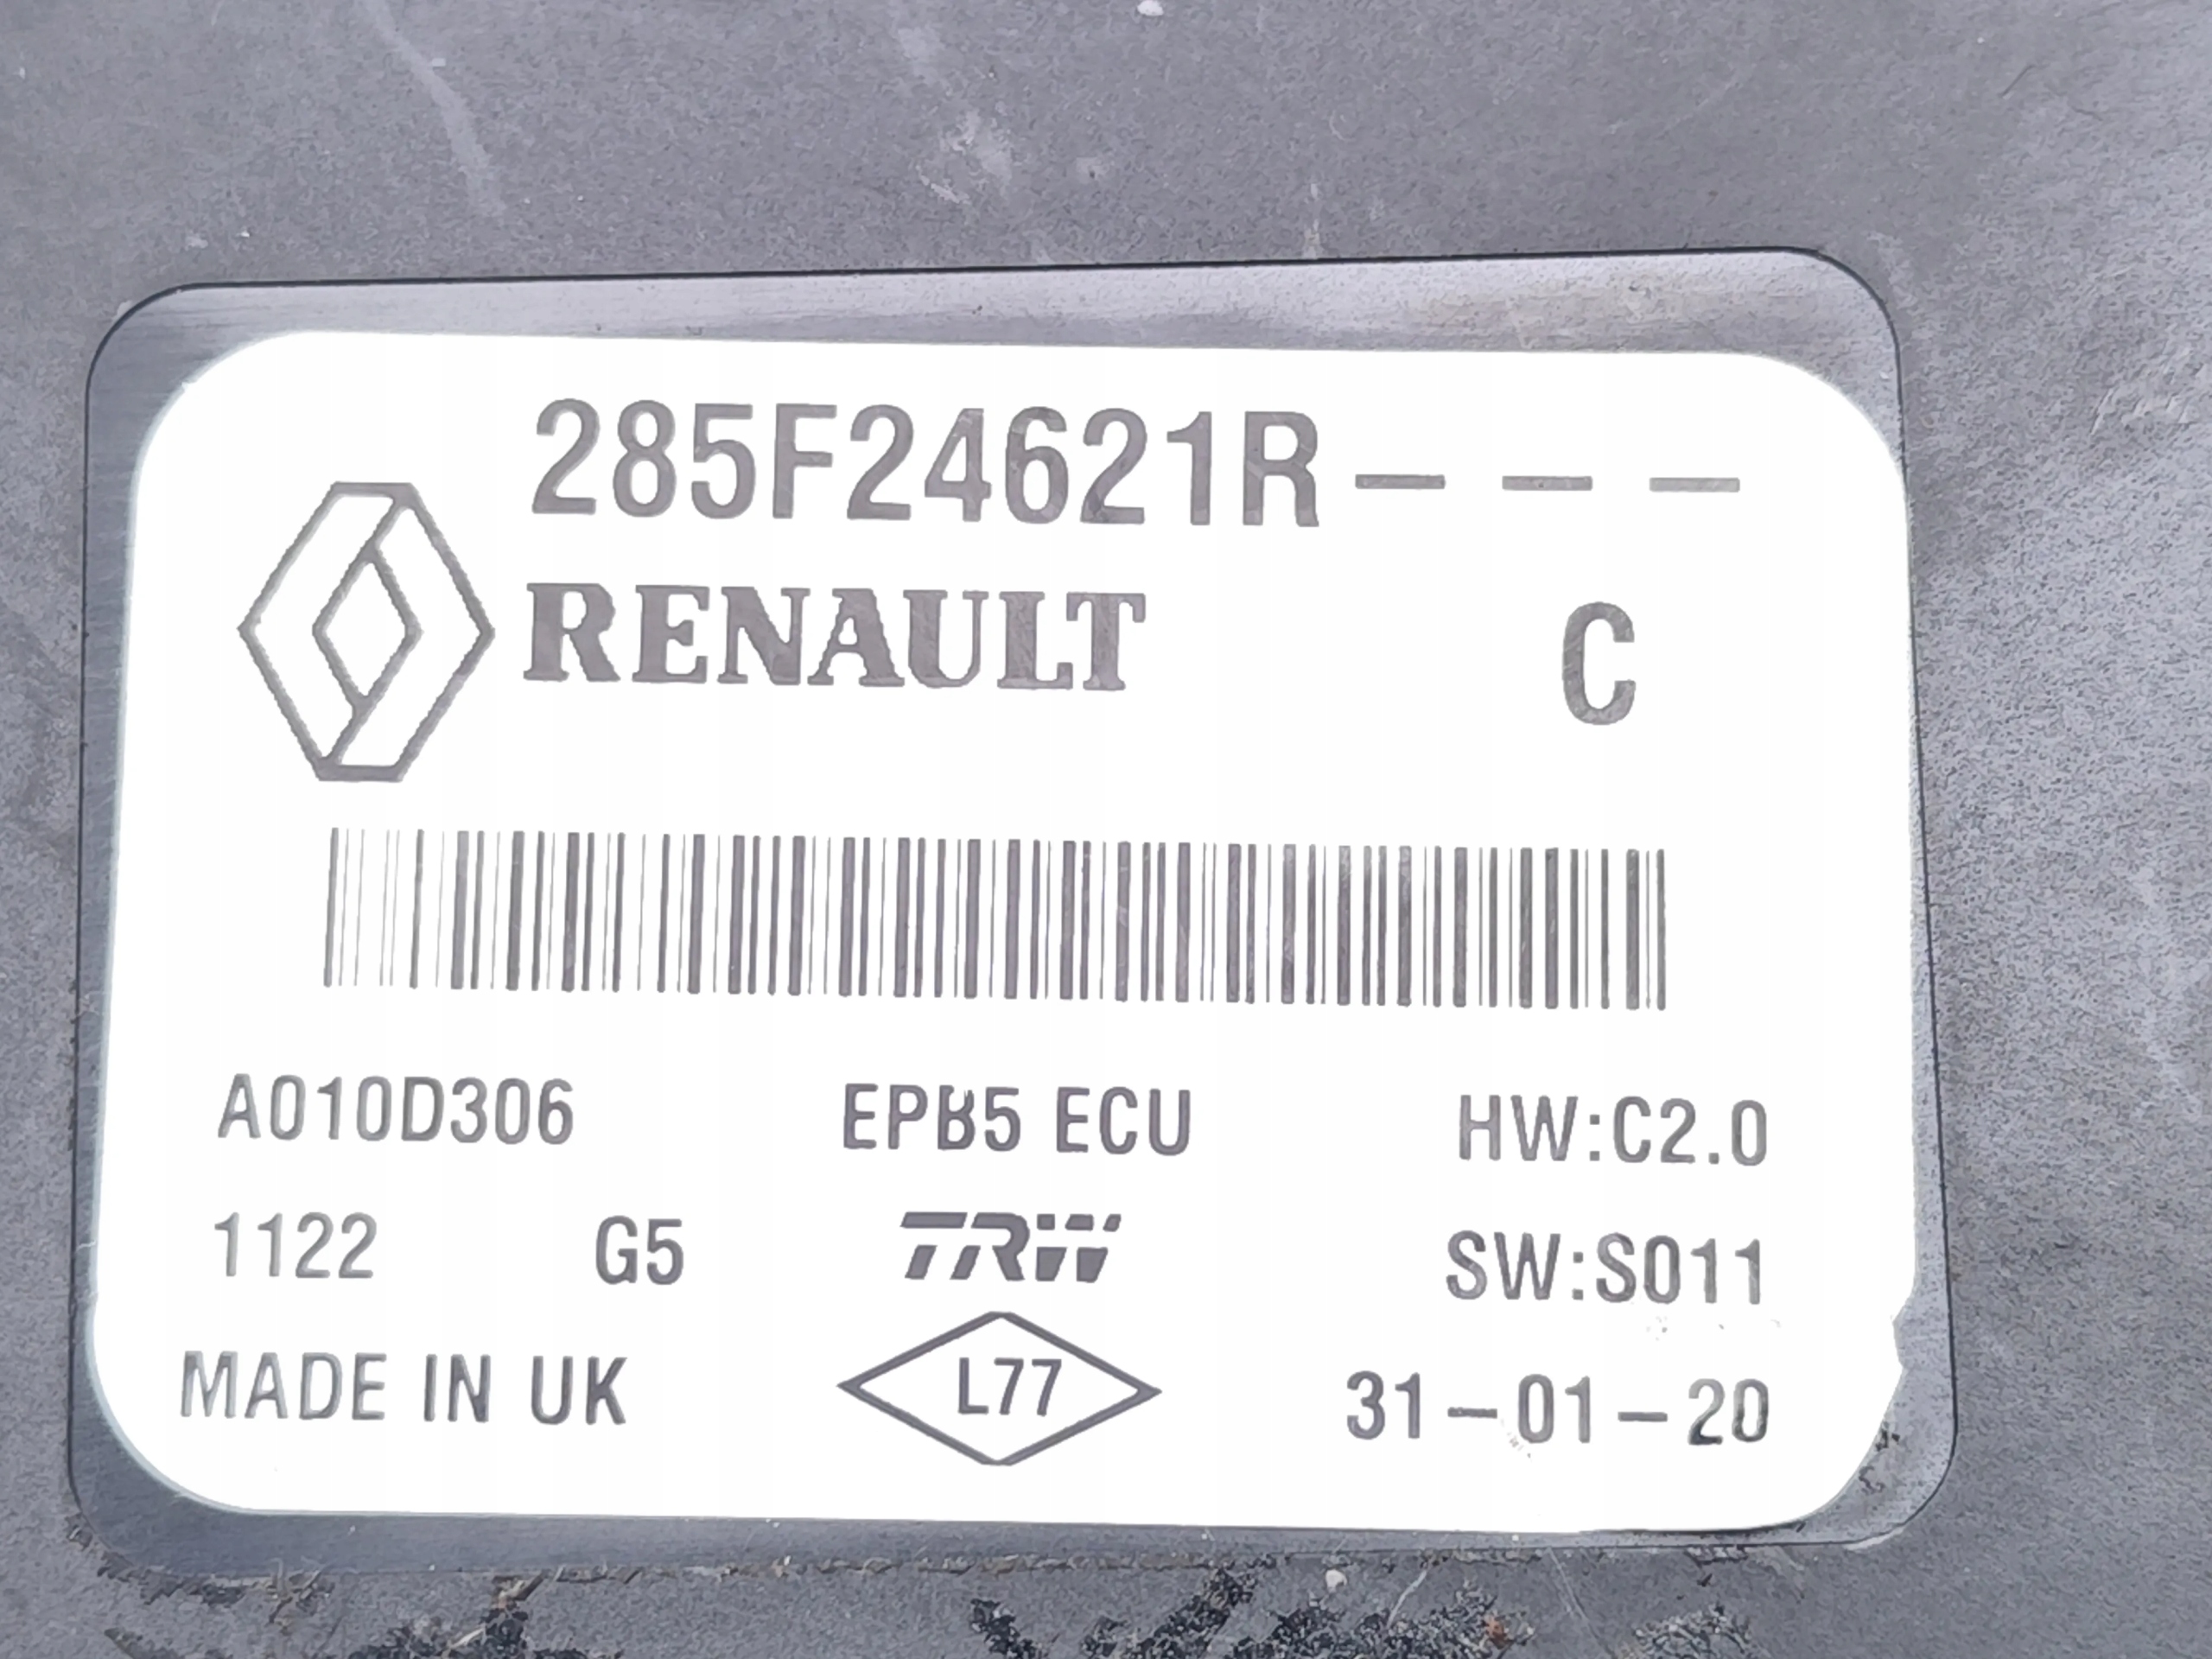 285F24621R– – –
RENAULT C
A010D306 EPB5 ECU HW:C2.0
1122 G5 TRW SW:S011
MADE IN UK L77 31–01–20